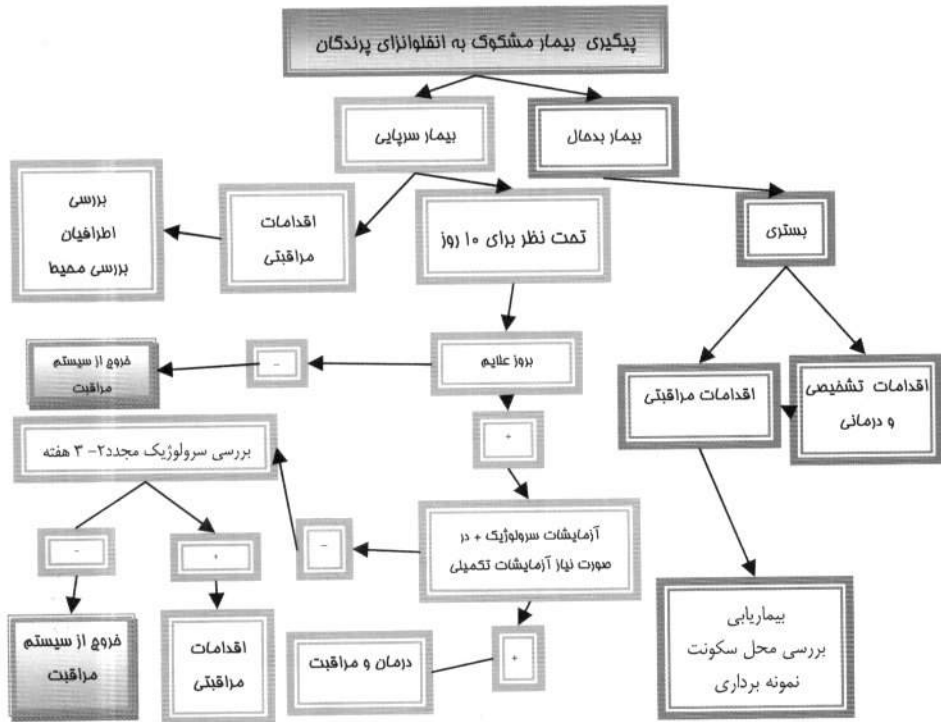 پیگیری بیمار مشکوک به انفلوانزای پرندگان
بیمار بدحال
بیمار سرپایی
بستری
تحت نظر برای ۱۰ روز
اقدامات
مراقبتی
بررسی
اطرافیان
بررسی محیط
اقدامات تشخیصی
و درمانی
اقدامات مراقبتی
بروز علایم
-
خروج از سیستم
مراقبت
+
بررسی سرولوژیک مجدد۲- ۳ هفته
آزمایشات سرولوژیک + در
صورت نیاز آزمایشات تکمیلی
-
+
-
بیماریابی
بررسی محل سکونت
نمونه برداری
+
درمان و مراقبت
اقدامات
مراقبتی
خروج از سیستم
مراقبت